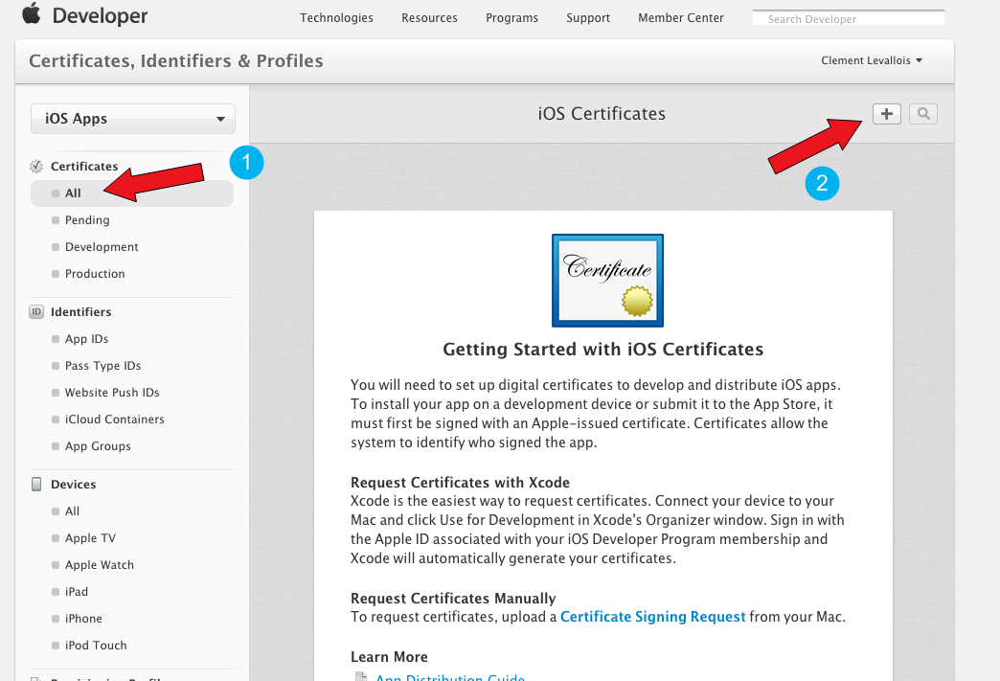 Developer
Technologies Resources Programs Support Member Center Search Developer
Certificates, Identifiers & Profiles
Clement Levallois
iOS Apps
iOS Certificates
1
2
Certificates
All
Pending
Development
Production
ID Identifiers
App IDs
Pass Type IDs
Website Push IDs
iCloud Containers
App Groups
Devices
All
Apple TV
Apple Watch
iPad
iPhone
iPod Touch
Certificate
Getting Started with iOS Certificates
You will need to set up digital certificates to develop and distribute iOS apps.
To install your app on a development device or submit it to the App Store, it
must first be signed with an Apple-issued certificate. Certificates allow the
system to identify who signed the app.
Request Certificates with Xcode
Xcode is the easiest way to request certificates. Connect your device to your
Mac and click Use for Development in Xcode's Organizer window. Sign in with
the Apple ID associated with your iOS Developer Program membership and
Xcode will automatically generate your certificates.
Request Certificates Manually
To request certificates, upload a Certificate Signing Request from your Mac.
Learn More
App Distribution Guide